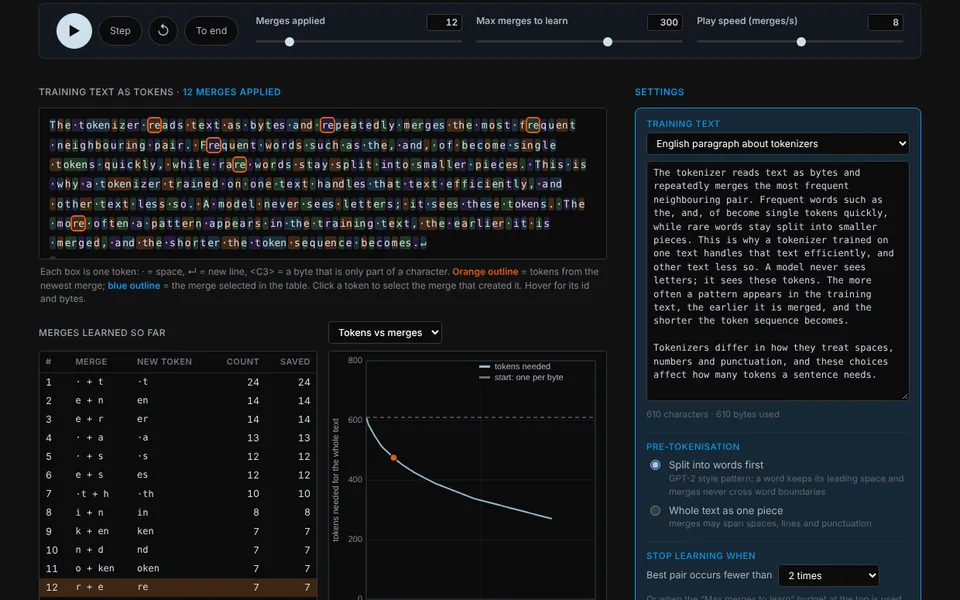 Step
To end
Merges applied
12
Max merges to learn
300
Play speed (merges/s)
8
TRAINING TEXT AS TOKENS · 12 MERGES APPLIED
The·tokenizer·reads·text·as·bytes·and·repeatedly·merges·the·most·frequent
·neighbouring·pair.·Frequent·words·such·as·the,·and,·of·become·single
·tokens·quickly,·while·rare·words·stay·split·into·smaller·pieces.·This·is
·why·a·tokenizer·trained·on·one·text·handles·that·text·efficiently,·and
·other·text·less·so.·A·model·never·sees·letters;·it·sees·these·tokens.·The
·more·often·a·pattern·appears·in·the·training·text,·the·earlier·it·is
·merged,·and·the·shorter·the·token·sequence·becomes.↵
Each box is one token: · = space, ↵ = new line, <C3> = a byte that is only part of a character. Orange outline = tokens from the
newest merge; blue outline = the merge selected in the table. Click a token to select the merge that created it. Hover for its id
and bytes.
MERGES LEARNED SO FAR
# MERGE NEW TOKEN COUNT SAVED
1 · + t ·t 24 24
2 e + n en 14 14
3 e + r er 14 14
4 · + a ·a 13 13
5 · + s ·s 12 12
6 e + s es 12 12
7 ·t + h ·th 10 10
8 i + n in 8 8
9 k + en ken 7 7
10 n + d nd 7 7
11 o + ken oken 7 7
12 r + e re 7 7
Tokens vs merges
tokens needed
start: one per byte
tokens needed for the whole text
800
600
400
200
0
SETTINGS
TRAINING TEXT
English paragraph about tokenizers
The tokenizer reads text as bytes and
repeatedly merges the most frequent
neighbouring pair. Frequent words such as
the, and, of become single tokens quickly,
while rare words stay split into smaller
pieces. This is why a tokenizer trained on
one text handles that text efficiently, and
other text less so. A model never sees
letters; it sees these tokens. The more
often a pattern appears in the training
text, the earlier it is merged, and the
shorter the token sequence becomes.
Tokenizers differ in how they treat spaces,
numbers and punctuation, and these choices
affect how many tokens a sentence needs.
610 characters · 610 bytes used
PRE-TOKENISATION
Split into words first
GPT-2 style pattern; a word keeps its leading space and
merges never cross word boundaries
Whole text as one piece
merges may span spaces, lines and punctuation
STOP LEARNING WHEN
Best pair occurs fewer than 2 times
Or when the "Max merges to learn" budget at the top is used